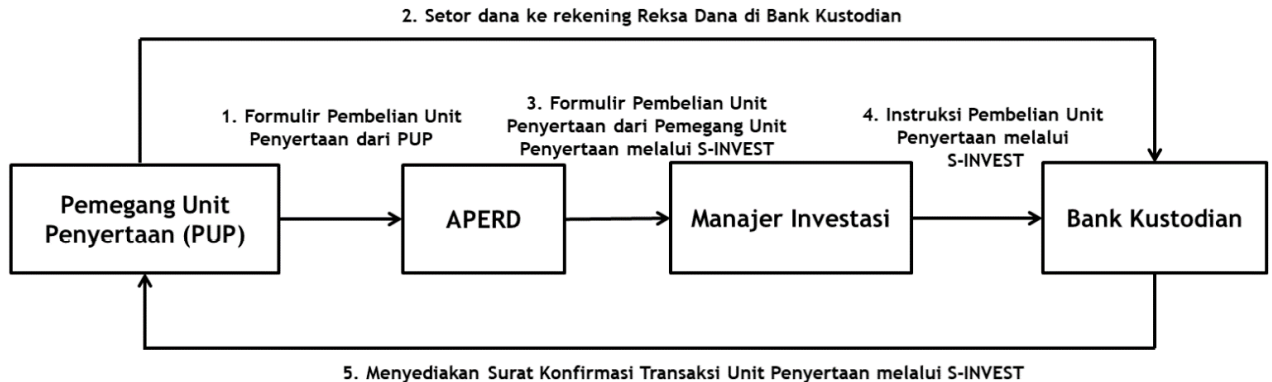 2. Setor dana ke rekening Reksa Dana di Bank Kustodian
1. Formulir Pembelian Unit
Penyertaan dari PUP
3. Formulir Pembelian Unit
Penyertaan dari Pemegang Unit
Penyertaan melalui S-INVEST
4. Instruksi Pembelian Unit
Penyertaan melalui
S-INVEST
Pemegang Unit
Penyertaan (PUP)
APERD
Manajer Investasi
Bank Kustodian
5. Menyediakan Surat Konfirmasi Transaksi Unit Penyertaan melalui S-INVEST